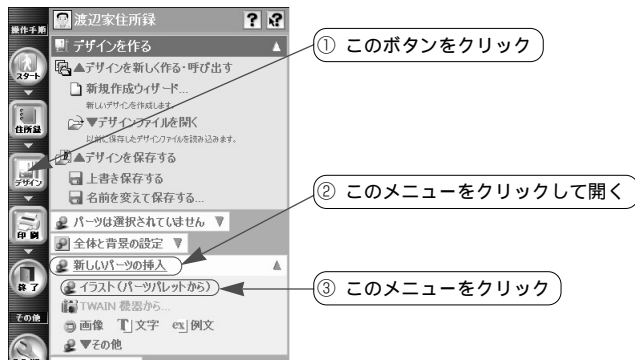 操作手順
渡辺家住所録
? ?
デザインを作る ▲
① このボタンをクリック
▲デザインを新しく作る・呼び出す
スタート
新規作成ウィザード...
新しいデザインを作成します。
住所録
▼デザインファイルを開く
以前に保存したデザインファイルを読み込みます。
▲デザインを保存する
デザイン
上書き保存する
名前を変えて保存する...
② このメニューをクリックして開く
パーツは選択されていません ▼
印刷
全体と背景の設定 ▼
新しいパーツの挿入 ▲
終了
イラスト(パーツパレットから)
③ このメニューをクリック
TWAIN 機器から...
その他
画像 T 文字 ex 例文
▼その他